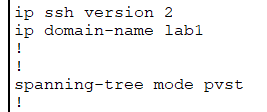 ip ssh version 2
ip domain-name lab1
!
!
spanning-tree mode pvst
!